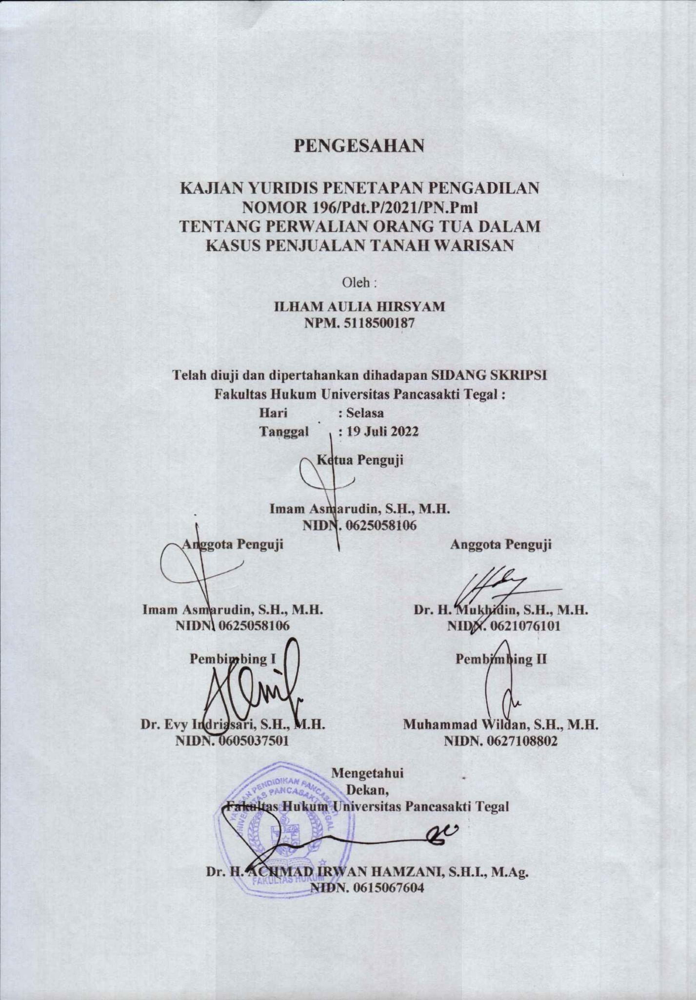 PENGESAHAN
KAJIAN YURIDIS PENETAPAN PENGADILAN
NOMOR 196/Pdt.P/2021/PN.Pml
TENTANG PERWALIAN ORANG TUA DALAM
KASUS PENJUALAN TANAH WARISAN
Oleh :
ILHAM AULIA HIRSYAM
NPM. 5118500187
Telah diuji dan dipertahankan dihadapan SIDANG SKRIPSI
Fakultas Hukum Universitas Pancasakti Tegal :
Hari : Selasa
Tanggal : 19 Juli 2022
Ketua Penguji
Imam Asmarudin, S.H., M.H.
NIDN. 0625058106
Anggota Penguji Anggota Penguji
Imam Asmarudin, S.H., M.H. Dr. H. Mukhidin, S.H., M.H.
NIDN. 0625058106 NIDN. 0621076101
Pembimbing I Pembimbing II
Dr. Evy Indriasari, S.H., M.H. Muhammad Wildan, S.H., M.H.
NIDN. 0605037501 NIDN. 0627108802
Mengetahui
Dekan,
Fakultas Hukum Universitas Pancasakti Tegal
YAYASAN PENDIDIKAN PANCASAKTI
UNIVERSITAS PANCASAKTI TEGAL
Dr. H. ACHMAD IRWAN HAMZANI, S.H.I., M.Ag.
FAKULTAS HUKUM
NIDN. 0615067604